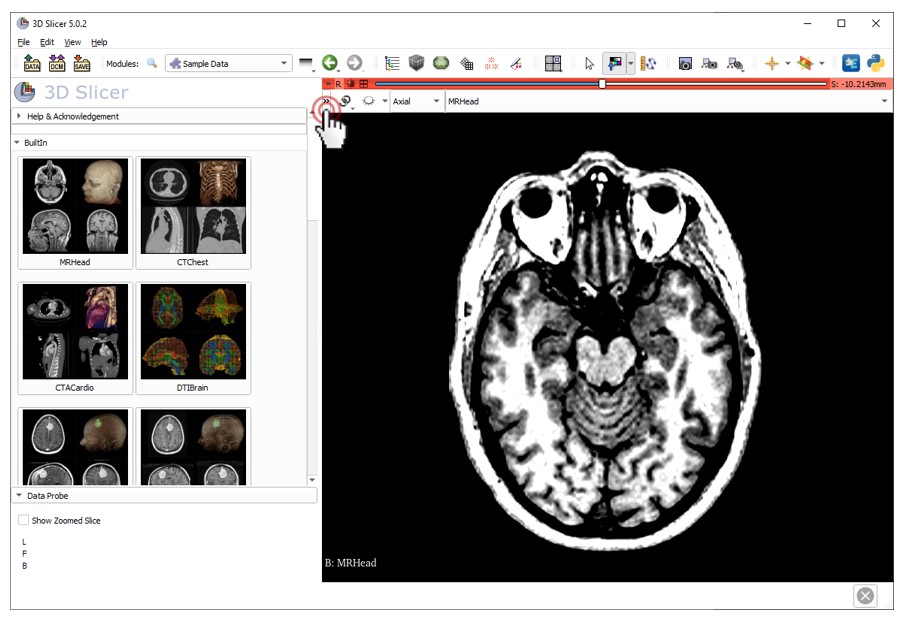 3D Slicer 5.0.2
File Edit View Help
DATA DCM SAVE Modules: Sample Data
3D Slicer
R S: -10.2143mm
Axial MRHead
Help & Acknowledgement
BuiltIn
MRHead CTChest
CTACardio DTIBrain
Data Probe
Show Zoomed Slice
L
F
B
B: MRHead